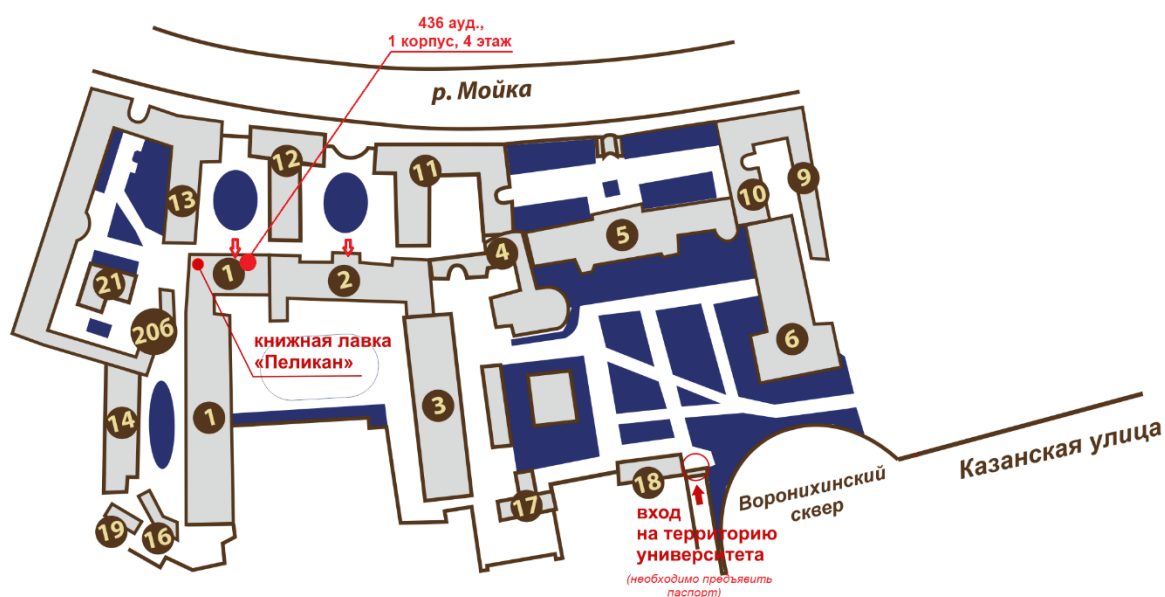 436 ауд.,
1 корпус, 4 этаж
р. Мойка
12
11
13
10
9
5
4
1
2
21
206
книжная лавка
«Пеликан»
6
3
14
1
Казанская улица
18
Воронихинский
сквер
17
19
16
вход
на территорию
университета
(необходимо предъявить
паспорт)